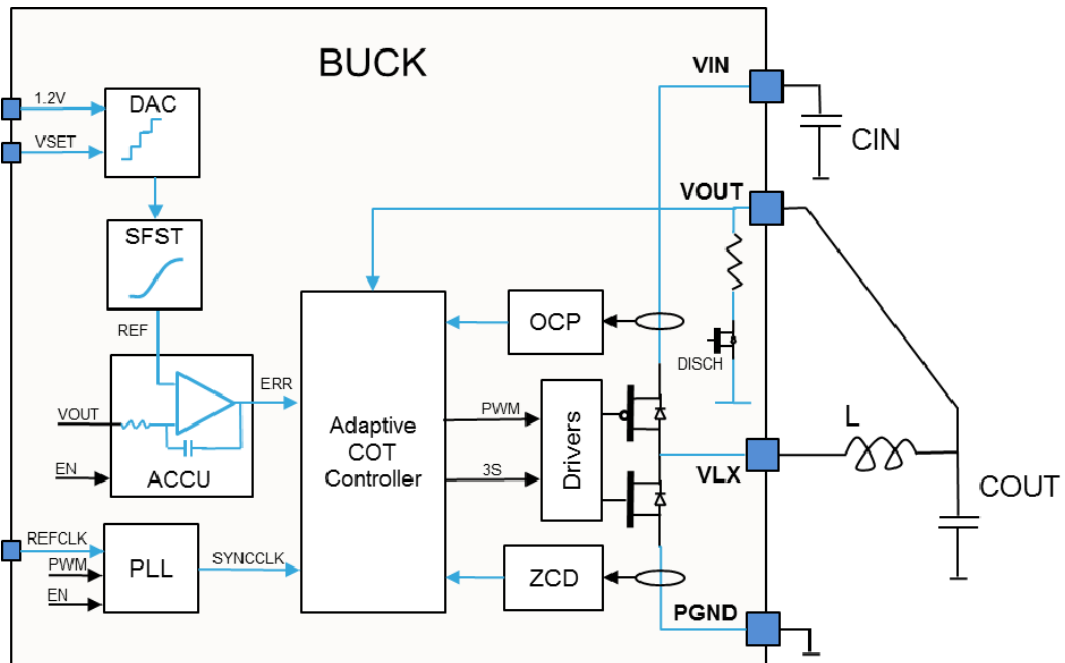 BUCK
VIN
1.2V
DAC
VSET
CIN
VOUT
SFST
REF
OCP
DISCH
ERR
VOUT
PWM
L
Adaptive
COT
Controller
Drivers
3S
VLX
EN
ACCU
COUT
REFCLK
PWM
PLL
SYNCCLK
EN
ZCD
PGND